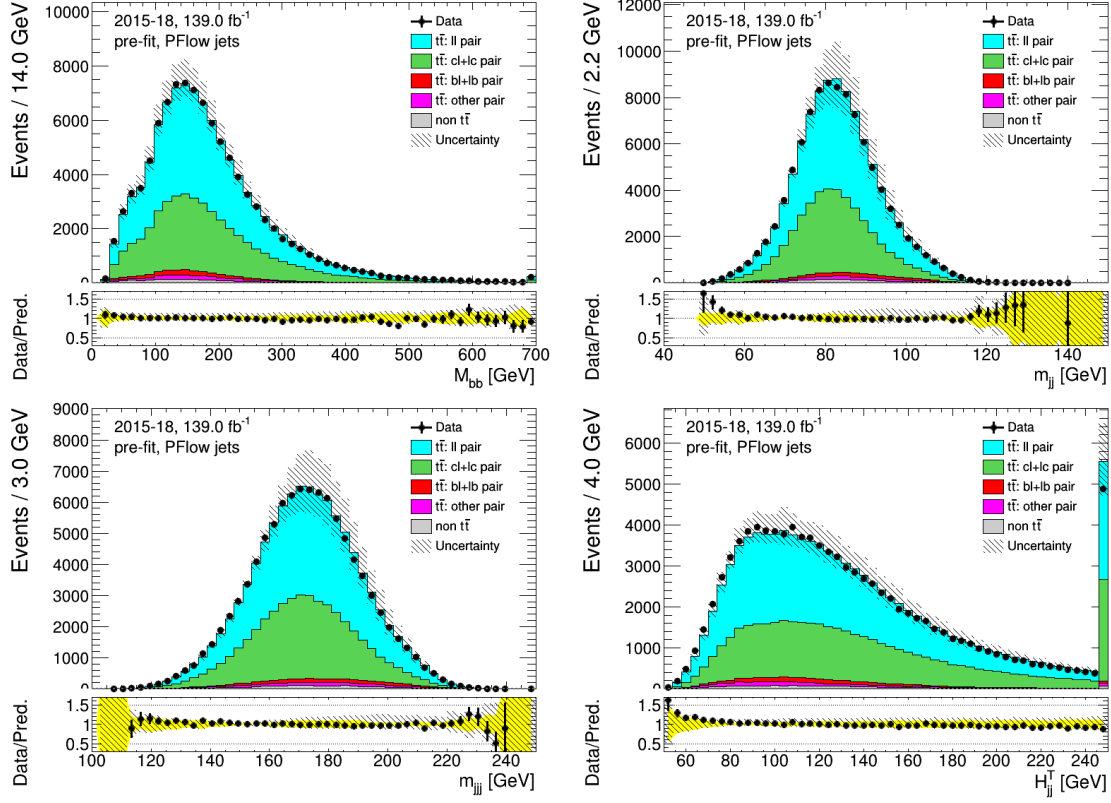 2015-18, 139.0 fb⁻¹
pre-fit, PFlow jets
Data
tt̄: ll pair
tt̄: cl+lc pair
tt̄: bl+lb pair
tt̄: other pair
non tt̄
Uncertainty
Events / 14.0 GeV
10000
8000
6000
4000
2000
0
Data/Pred.
1.5
1
0.5
0 100 200 300 400 500 600 700
M_bb [GeV]
2015-18, 139.0 fb⁻¹
pre-fit, PFlow jets
Data
tt̄: ll pair
tt̄: cl+lc pair
tt̄: bl+lb pair
tt̄: other pair
non tt̄
Uncertainty
Events / 2.2 GeV
12000
10000
8000
6000
4000
2000
0
Data/Pred.
1.5
1
0.5
40 60 80 100 120 140
m_jj [GeV]
2015-18, 139.0 fb⁻¹
pre-fit, PFlow jets
Data
tt̄: ll pair
tt̄: cl+lc pair
tt̄: bl+lb pair
tt̄: other pair
non tt̄
Uncertainty
Events / 3.0 GeV
9000
8000
7000
6000
5000
4000
3000
2000
1000
0
Data/Pred.
1.5
1
0.5
100 120 140 160 180 200 220 240
m_jjj [GeV]
2015-18, 139.0 fb⁻¹
pre-fit, PFlow jets
Data
tt̄: ll pair
tt̄: cl+lc pair
tt̄: bl+lb pair
tt̄: other pair
non tt̄
Uncertainty
Events / 4.0 GeV
6000
5000
4000
3000
2000
1000
0
Data/Pred.
1.5
1
0.5
60 80 100 120 140 160 180 200 220 240
H_jj^T [GeV]